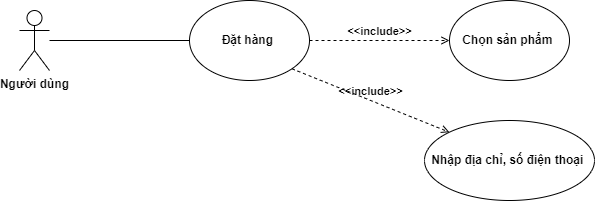 Đặt hàng
<<include>>
Chọn sản phẩm
Người dùng
<<include>>
Nhập địa chỉ, số điện thoại